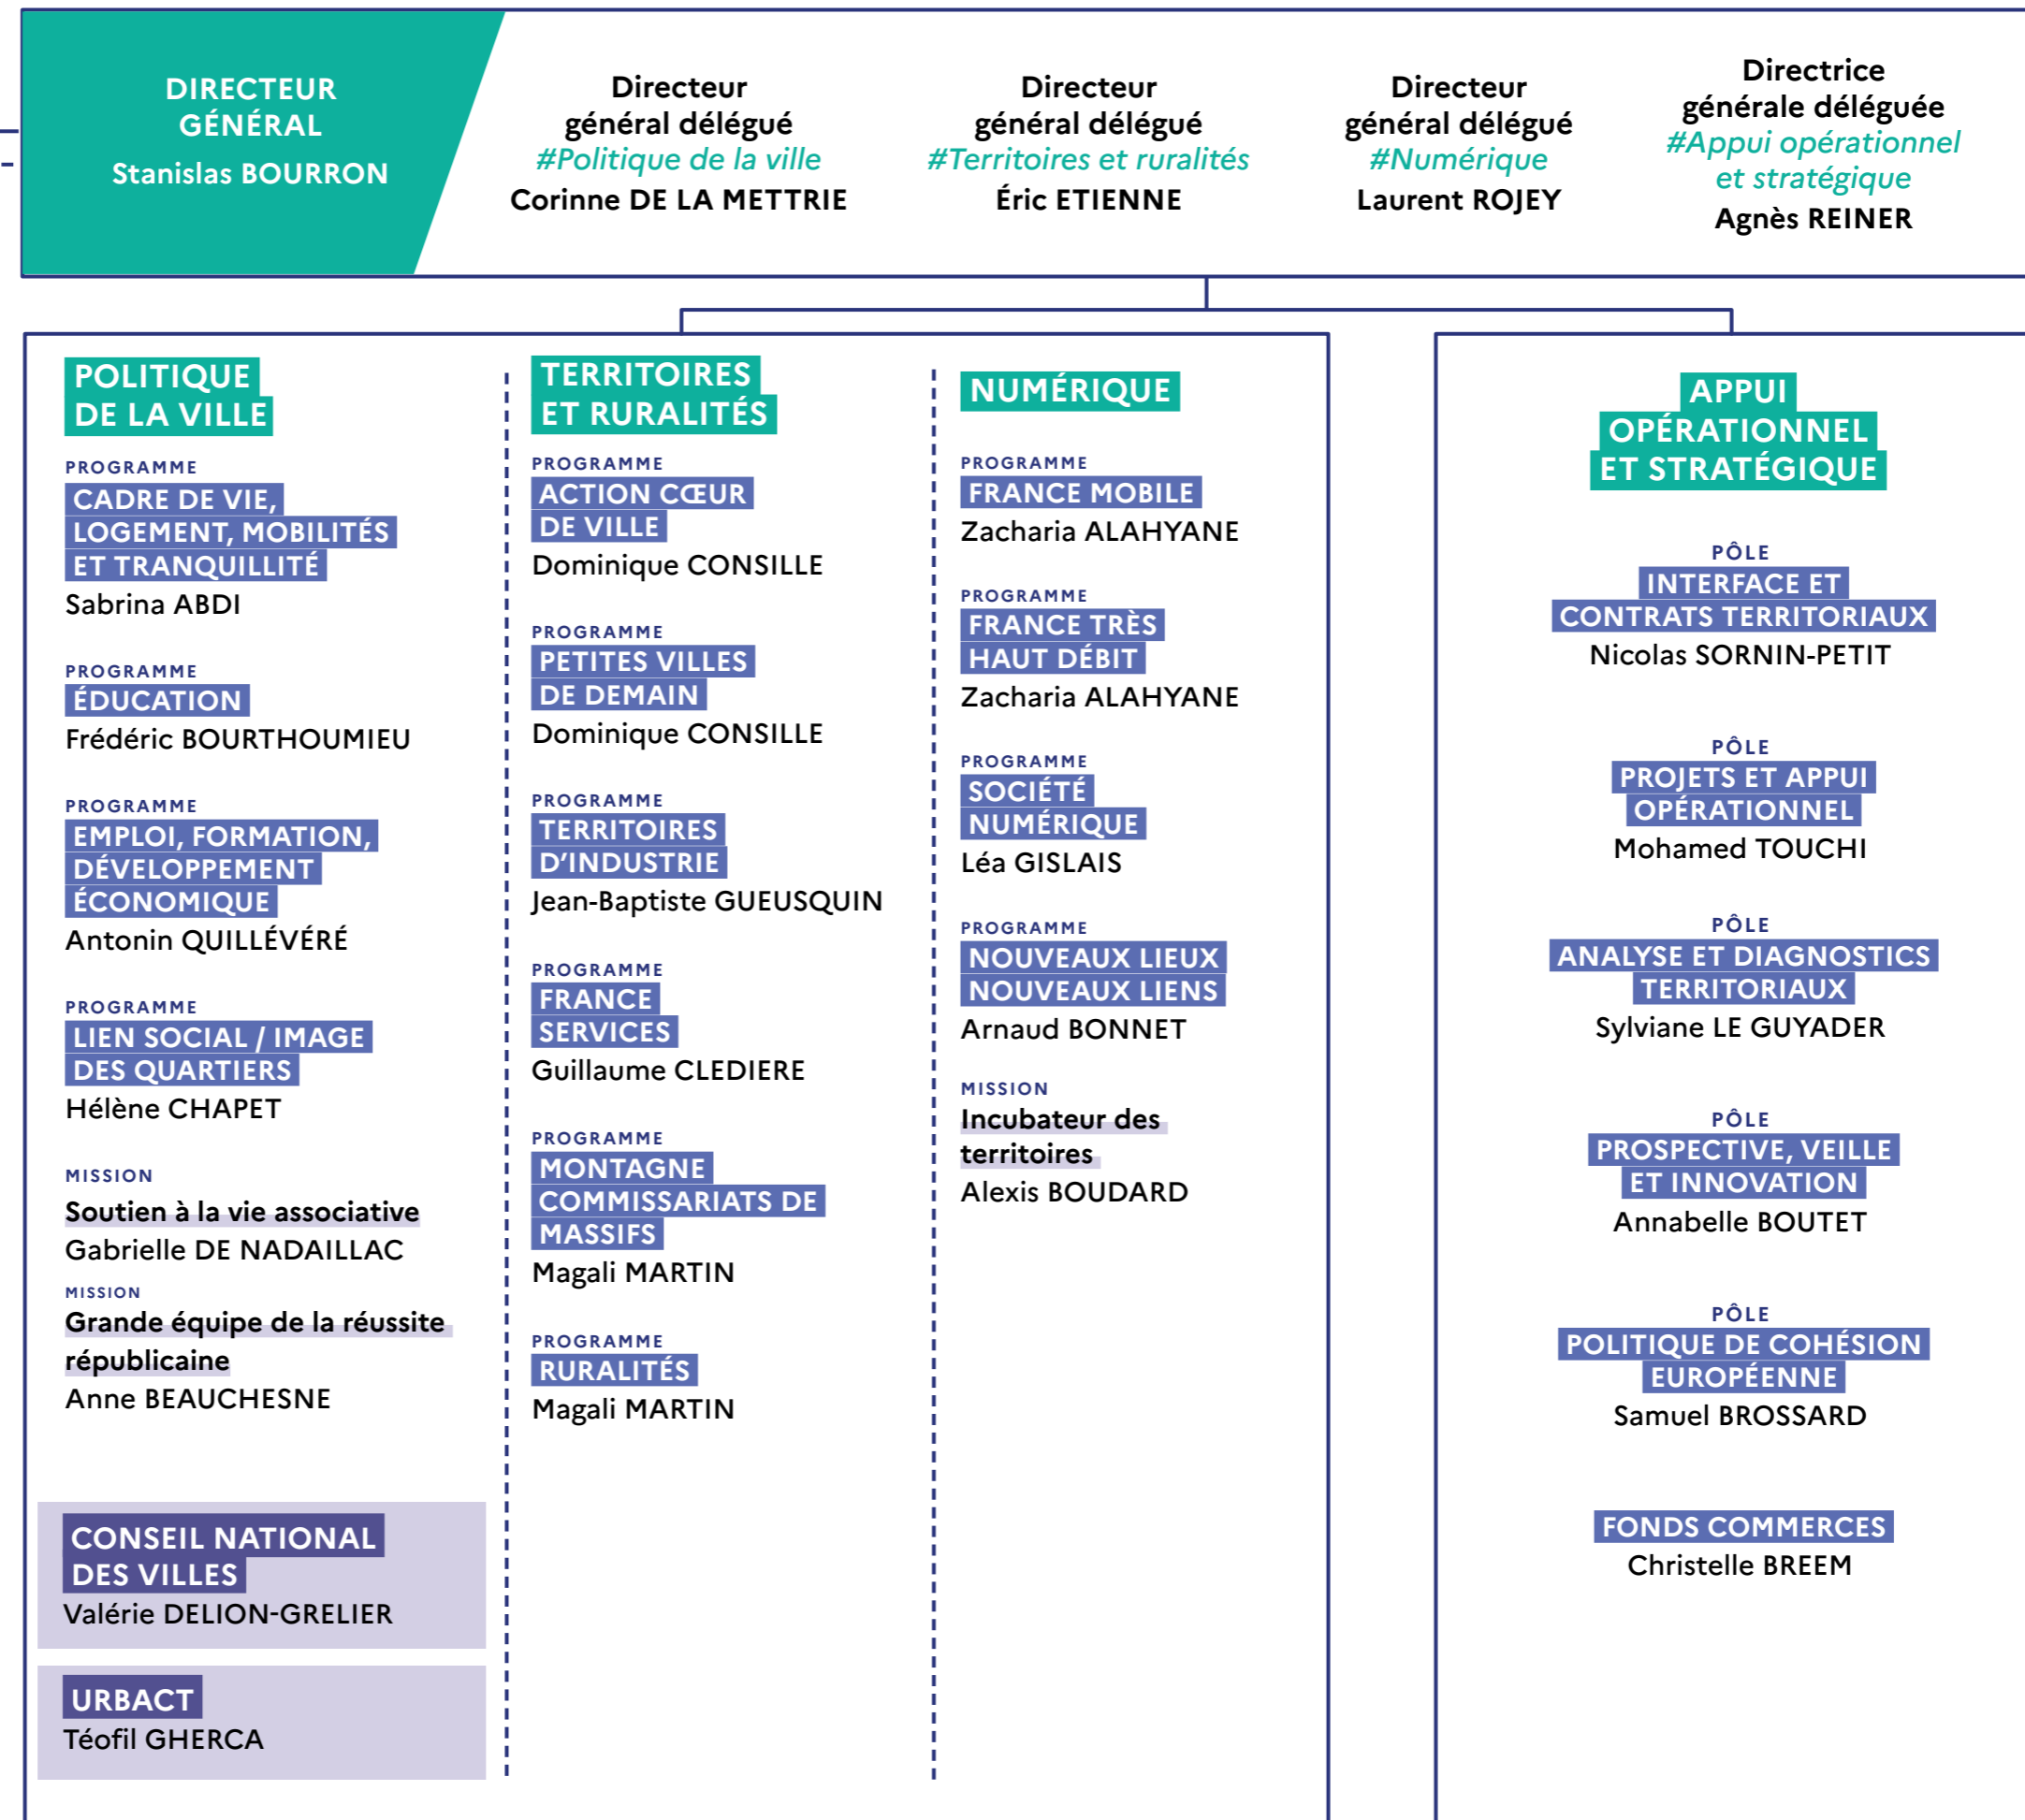 DIRECTEUR
GÉNÉRAL
Stanislas BOURRON
Directeur
général délégué
#Politique de la ville
Corinne DE LA METTRIE
Directeur
général délégué
#Territoires et ruralités
Éric ETIENNE
Directeur
général délégué
#Numérique
Laurent ROJEY
Directrice
générale déléguée
#Appui opérationnel
et stratégique
Agnès REINER
POLITIQUE
DE LA VILLE
PROGRAMME
CADRE DE VIE,
LOGEMENT, MOBILITÉS
ET TRANQUILLITÉ
Sabrina ABDI
PROGRAMME
ÉDUCATION
Frédéric BOURTHOUMIEU
PROGRAMME
EMPLOI, FORMATION,
DÉVELOPPEMENT
ÉCONOMIQUE
Antonin QUILLÉVÉRÉ
PROGRAMME
LIEN SOCIAL / IMAGE
DES QUARTIERS
Hélène CHAPET
MISSION
Soutien à la vie associative
Gabrielle DE NADAILLAC
MISSION
Grande équipe de la réussite
républicaine
Anne BEAUCHESNE
CONSEIL NATIONAL
DES VILLES
Valérie DELION-GRELIER
URBACT
Téofil GHERCA
TERRITOIRES
ET RURALITÉS
PROGRAMME
ACTION CŒUR
DE VILLE
Dominique CONSILLE
PROGRAMME
PETITES VILLES
DE DEMAIN
Dominique CONSILLE
PROGRAMME
TERRITOIRES
D'INDUSTRIE
Jean-Baptiste GUEUSQUIN
PROGRAMME
FRANCE
SERVICES
Guillaume CLEDIERE
PROGRAMME
MONTAGNE
COMMISSARIATS DE
MASSIFS
Magali MARTIN
PROGRAMME
RURALITÉS
Magali MARTIN
NUMÉRIQUE
PROGRAMME
FRANCE MOBILE
Zacharia ALAHYANE
PROGRAMME
FRANCE TRÈS
HAUT DÉBIT
Zacharia ALAHYANE
PROGRAMME
SOCIÉTÉ
NUMÉRIQUE
Léa GISLAIS
PROGRAMME
NOUVEAUX LIEUX
NOUVEAUX LIENS
Arnaud BONNET
MISSION
Incubateur des
territoires
Alexis BOUDARD
APPUI
OPÉRATIONNEL
ET STRATÉGIQUE
PÔLE
INTERFACE ET
CONTRATS TERRITORIAUX
Nicolas SORNIN-PETIT
PÔLE
PROJETS ET APPUI
OPÉRATIONNEL
Mohamed TOUCHI
PÔLE
ANALYSE ET DIAGNOSTICS
TERRITORIAUX
Sylviane LE GUYADER
PÔLE
PROSPECTIVE, VEILLE
ET INNOVATION
Annabelle BOUTET
PÔLE
POLITIQUE DE COHÉSION
EUROPÉENNE
Samuel BROSSARD
FONDS COMMERCES
Christelle BREEM